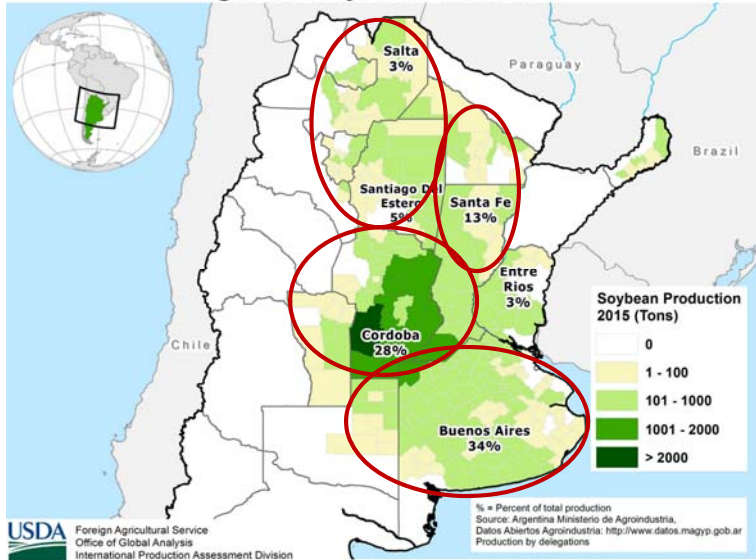 Salta
3%
Paraguay
Brazil
Santiago Del
Estero
5%
Santa Fe
13%
Entre
Rios
3%
Chile
Cordoba
28%
Buenos Aires
34%
Soybean Production
2015 (Tons)
0
1 - 100
101 - 1000
1001 - 2000
> 2000
% = Percent of total production
Source: Argentina Ministerio de Agroindustria,
Datos Abiertos Agroindustria: http://www.datos.magyp.gob.ar
Production by delegations
USDA
Foreign Agricultural Service
Office of Global Analysis
International Production Assessment Division